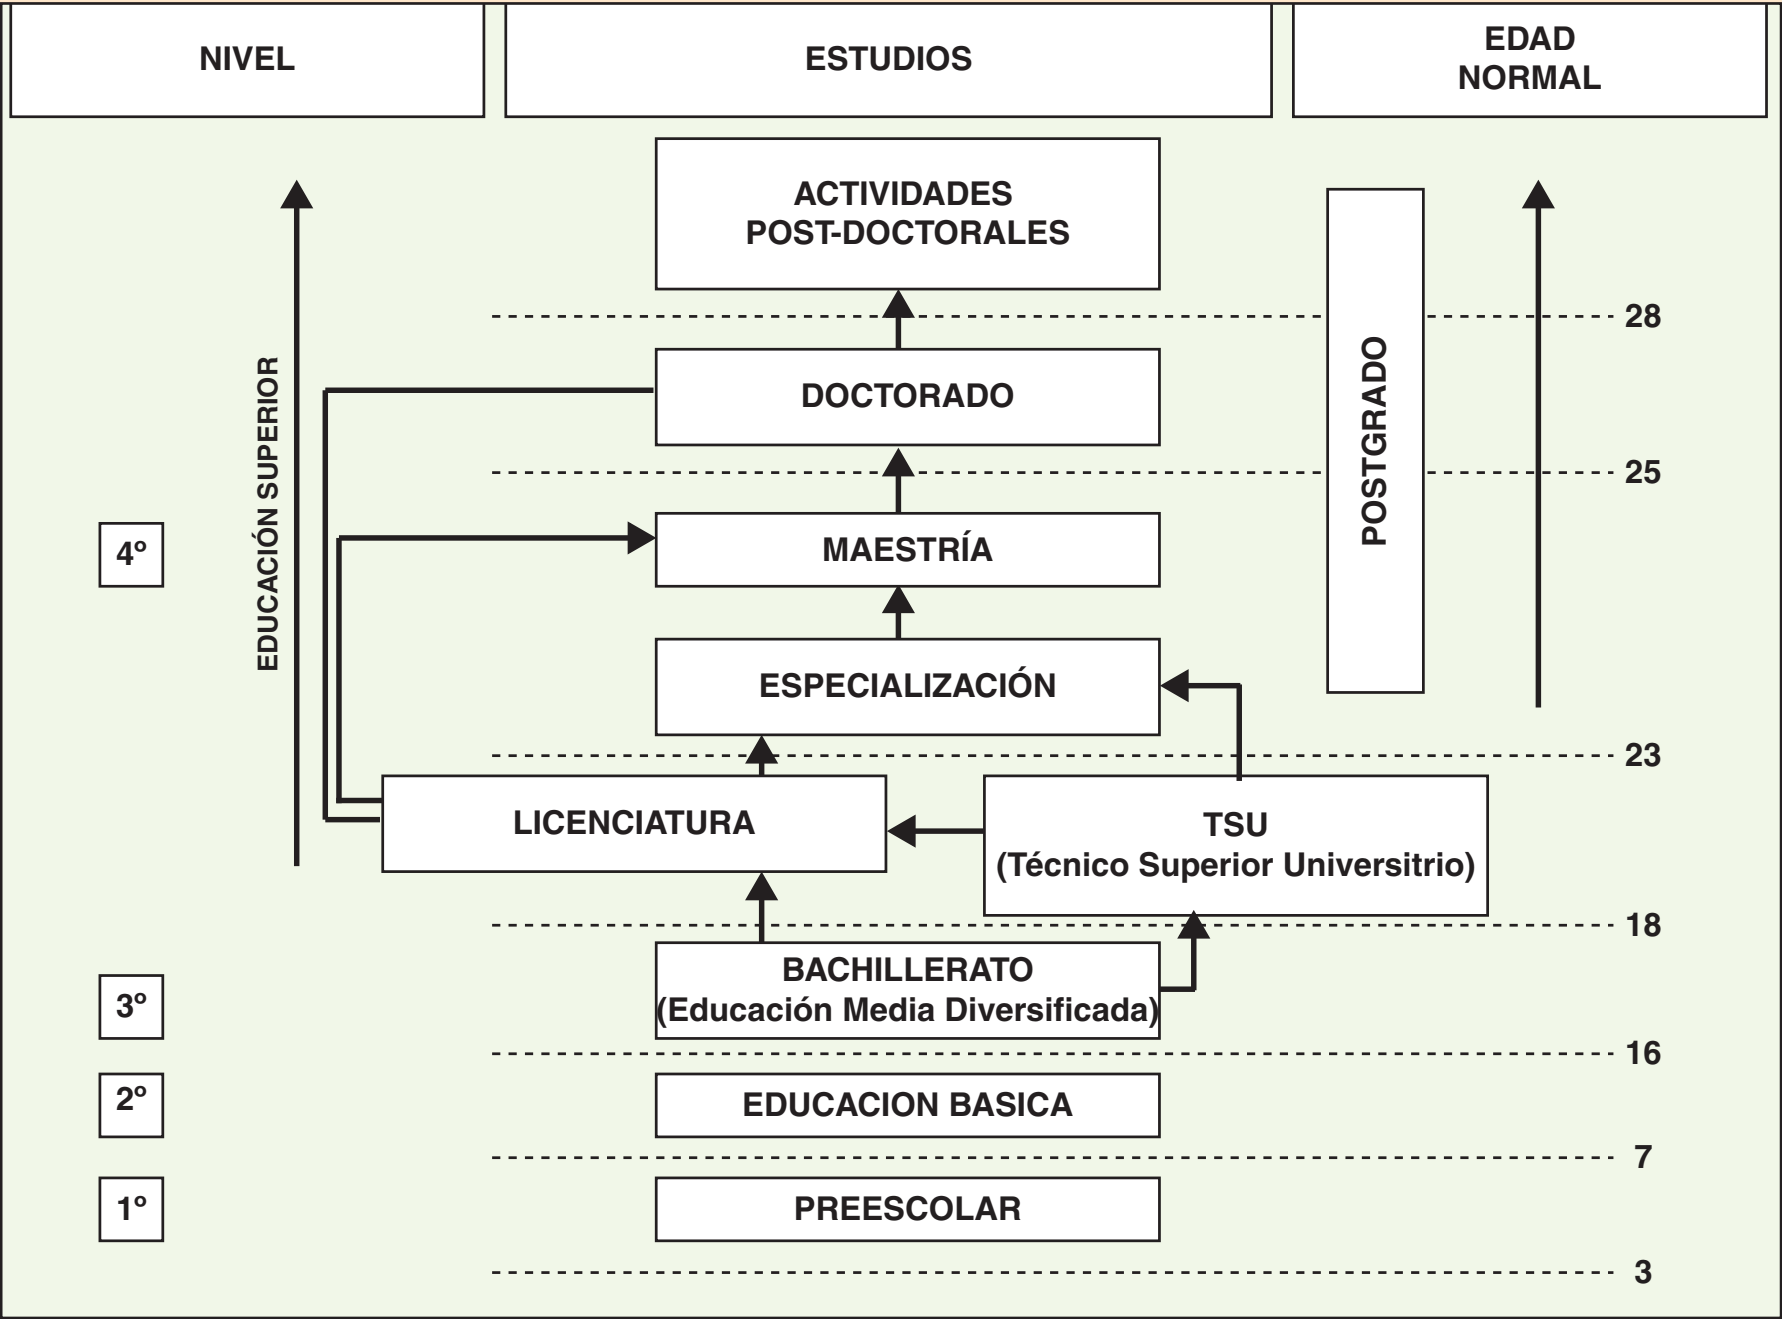 NIVEL
ESTUDIOS
EDAD
NORMAL
ACTIVIDADES
POST-DOCTORALES
28
DOCTORADO
25
EDUCACIÓN SUPERIOR
POSTGRADO
4º
MAESTRÍA
ESPECIALIZACIÓN
23
LICENCIATURA
TSU
(Técnico Superior Universitrio)
18
3º
BACHILLERATO
(Educación Media Diversificada)
16
2º
EDUCACION BASICA
7
1º
PREESCOLAR
3